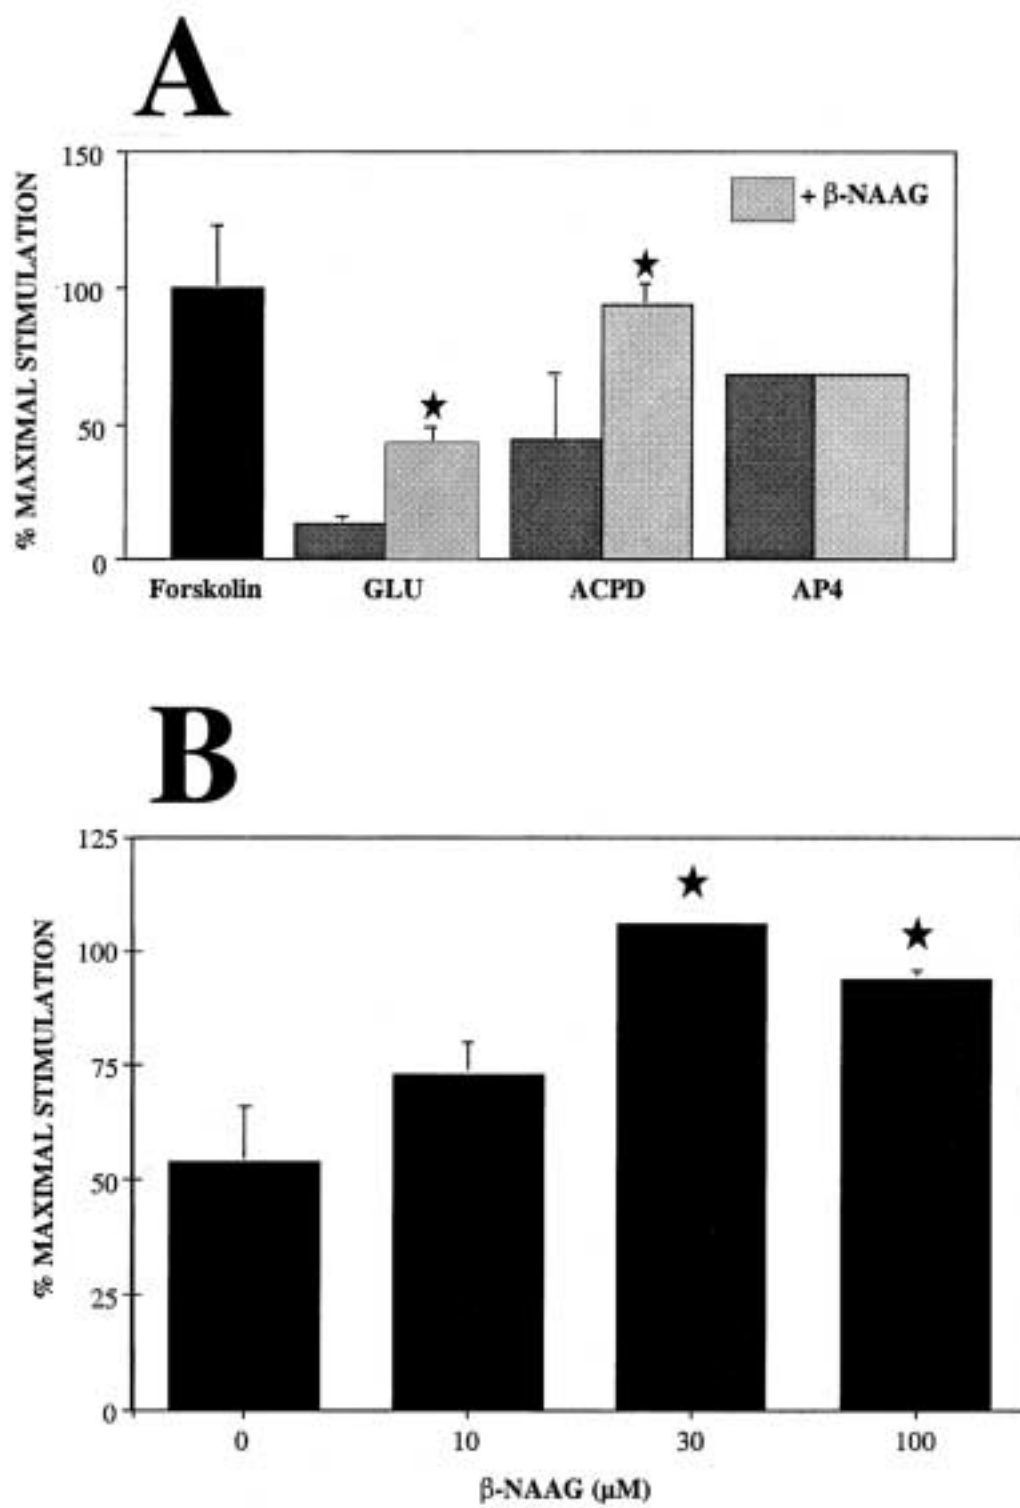 A
% MAXIMAL STIMULATION
150
100
50
0
+ β-NAAG
Forskolin GLU ACPD AP4
B
% MAXIMAL STIMULATION
125
100
75
50
25
0
0 10 30 100
β-NAAG (μM)